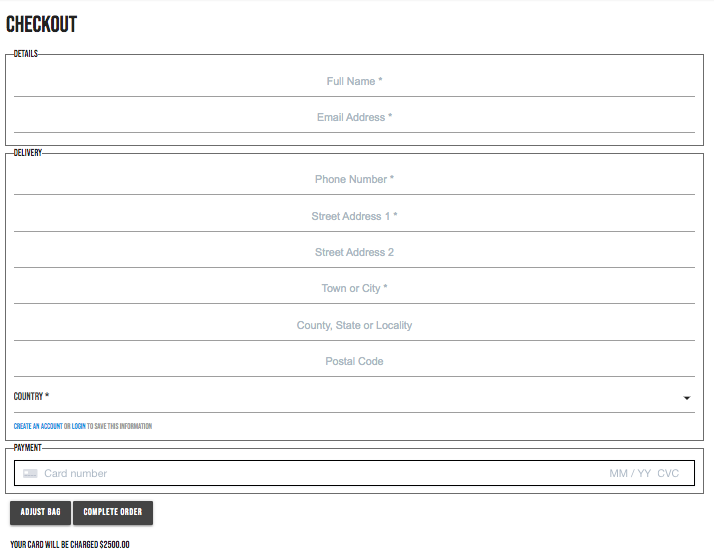 CHECKOUT
DETAILS
Full Name *
Email Address *
DELIVERY
Phone Number *
Street Address 1 *
Street Address 2
Town or City *
County, State or Locality
Postal Code
COUNTRY *
CREATE AN ACCOUNT OR LOGIN TO SAVE THIS INFORMATION
PAYMENT
Card number MM / YY CVC
ADJUST BAG COMPLETE ORDER
YOUR CARD WILL BE CHARGED $2500.00